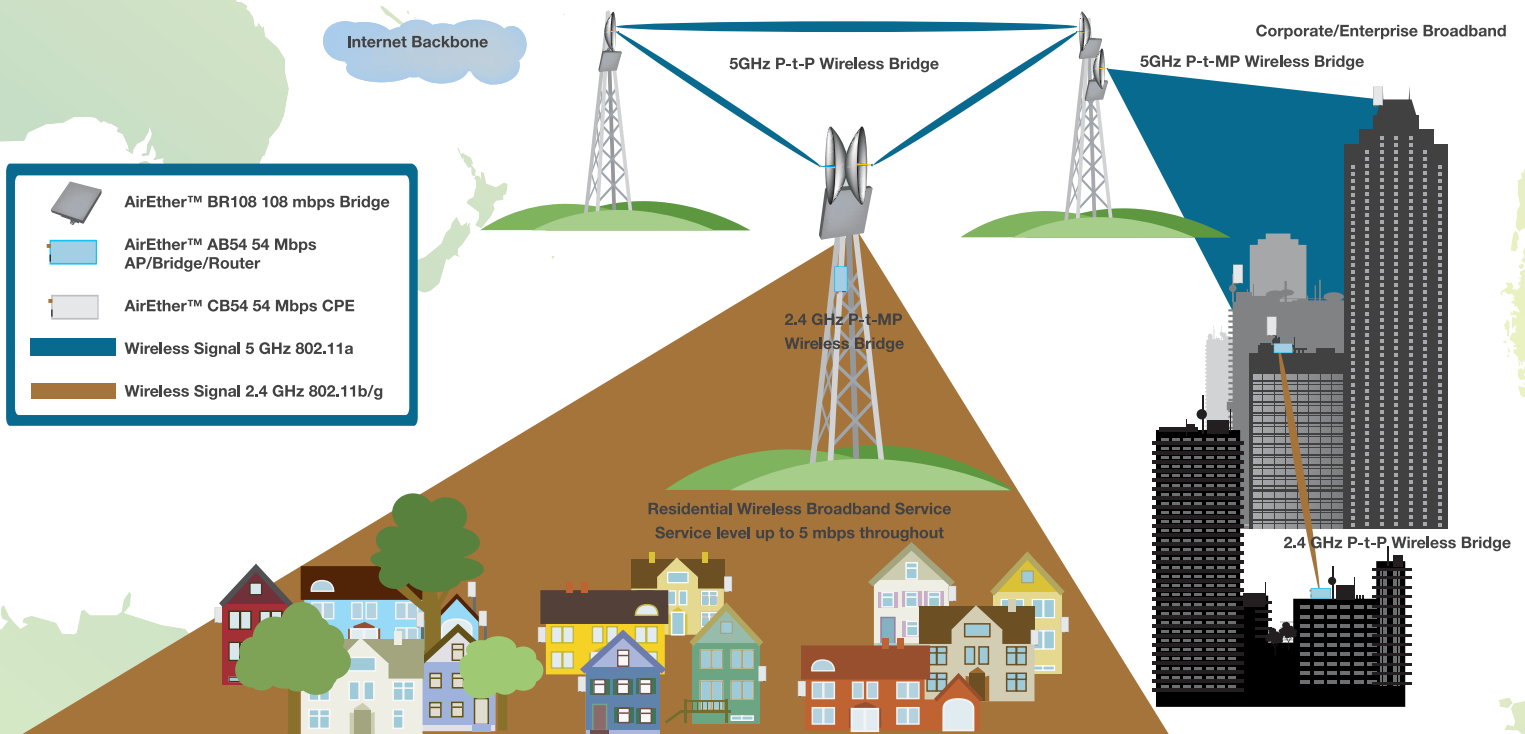 Internet Backbone
Corporate/Enterprise Broadband
5GHz P-t-P Wireless Bridge
5GHz P-t-MP Wireless Bridge
AirEther™ BR108 108 mbps Bridge
AirEther™ AB54 54 Mbps
AP/Bridge/Router
AirEther™ CB54 54 Mbps CPE
Wireless Signal 5 GHz 802.11a
Wireless Signal 2.4 GHz 802.11b/g
2.4 GHz P-t-MP
Wireless Bridge
Residential Wireless Broadband Service
Service level up to 5 mbps throughout
2.4 GHz P-t-P Wireless Bridge